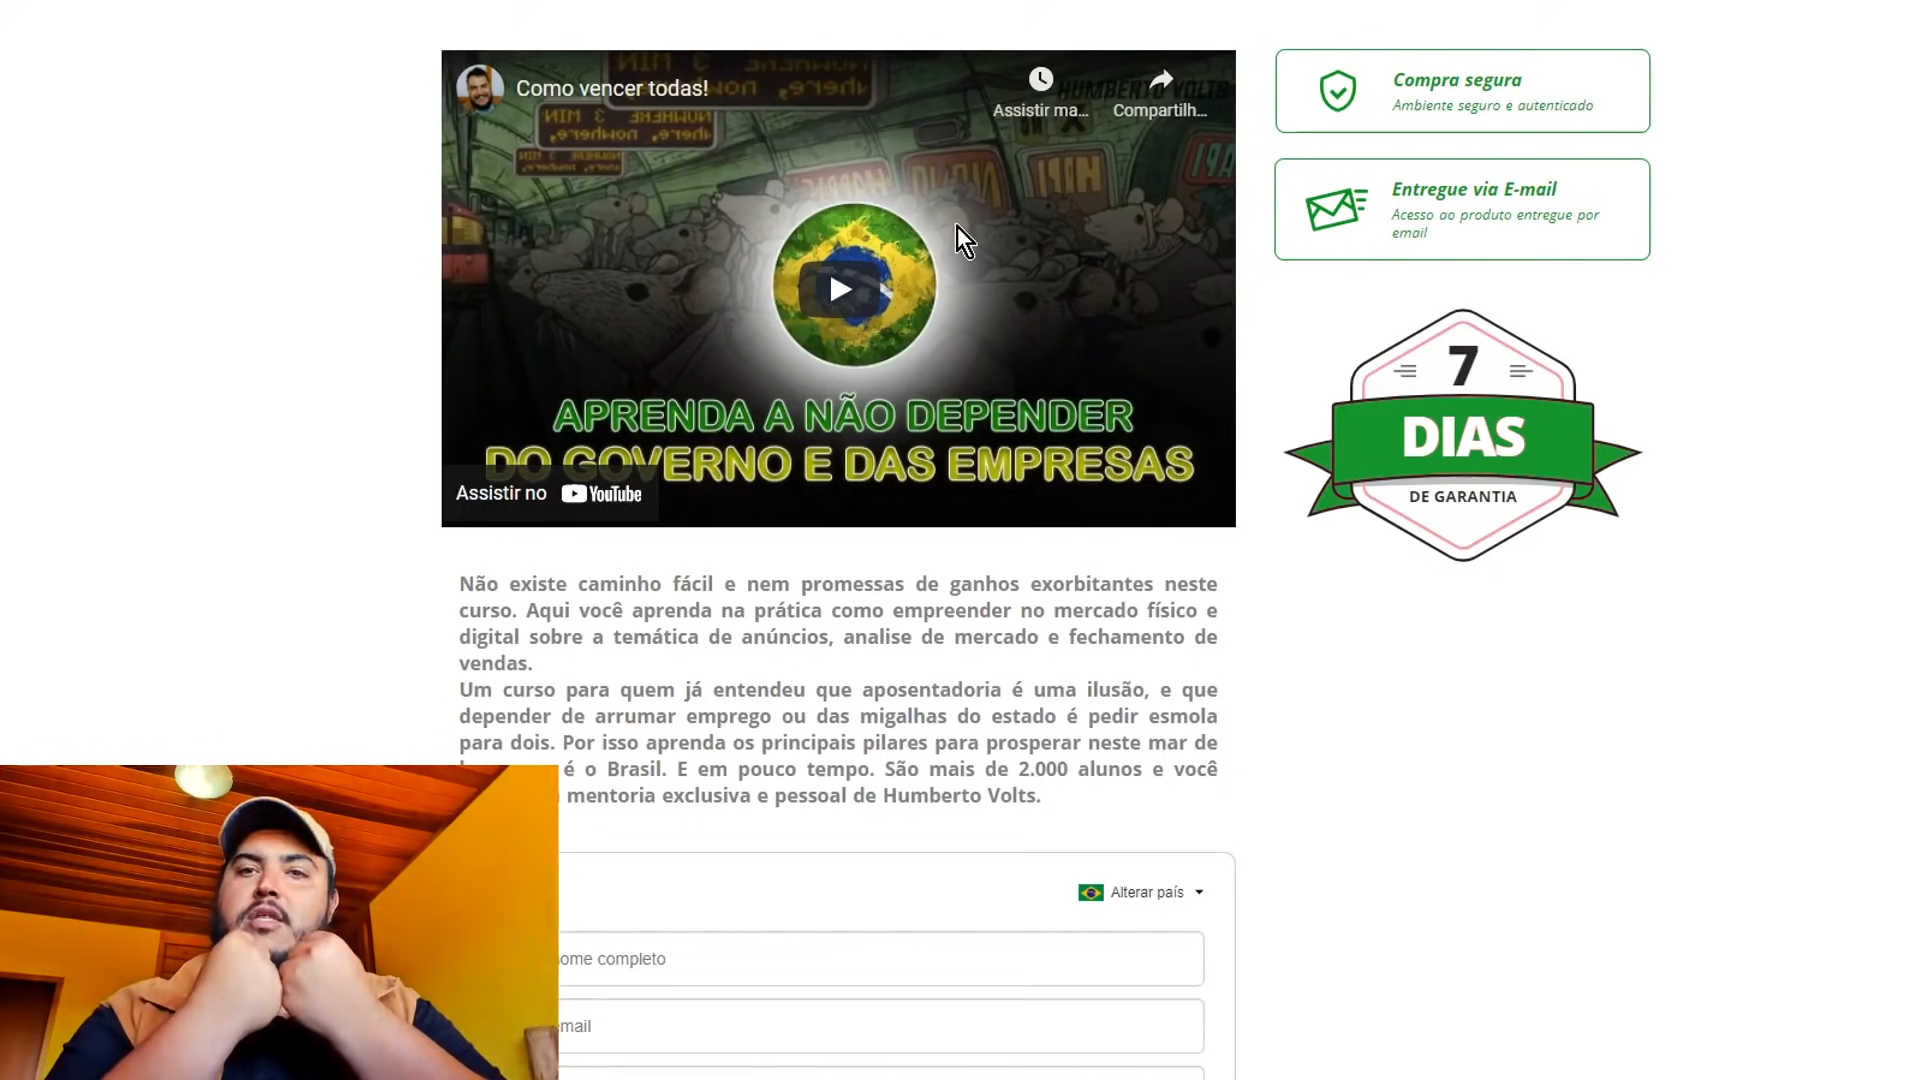 Como vencer todas!
Assistir ma...
Compartilh...
HUMBERTO VOLTS
APRENDA A NÃO DEPENDER
DO GOVERNO E DAS EMPRESAS
Assistir no YouTube
Compra segura
Ambiente seguro e autenticado
Entregue via E-mail
Acesso ao produto entregue por
email
7
DIAS
DE GARANTIA
Não existe caminho fácil e nem promessas de ganhos exorbitantes neste
curso. Aqui você aprenda na prática como empreender no mercado físico e
digital sobre a temática de anúncios, analise de mercado e fechamento de
vendas.
Um curso para quem já entendeu que aposentadoria é uma ilusão, e que
depender de arrumar emprego ou das migalhas do estado é pedir esmola
para dois. Por isso aprenda os principais pilares para prosperar neste mar de
é o Brasil. E em pouco tempo. São mais de 2.000 alunos e você
mentoria exclusiva e pessoal de Humberto Volts.
Alterar país
ome completo
mail